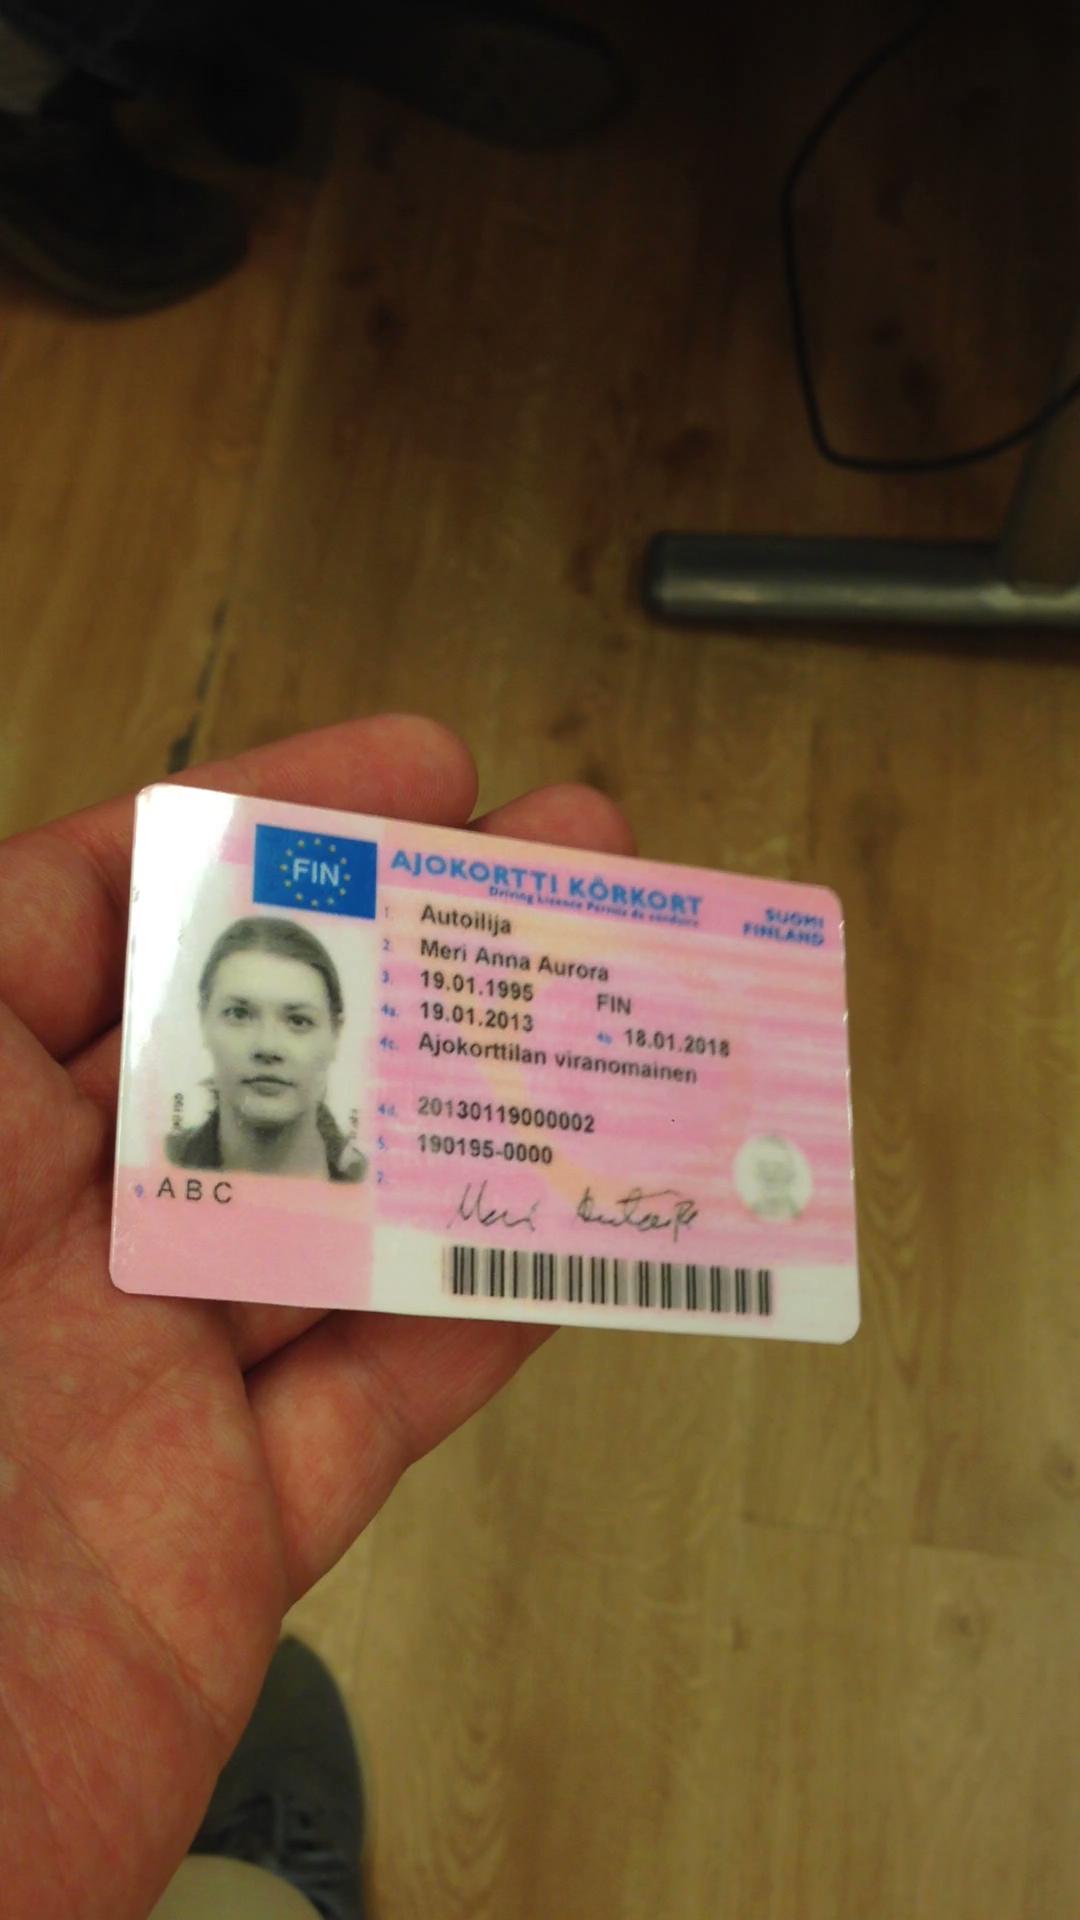 FIN
AJOKORTTI KÖRKORT
Driving Licence Permis de conduire
SUOMI
FINLAND
1. Autoilija
2. Meri Anna Aurora
3. 19.01.1995 FIN
4a. 19.01.2013 4b. 18.01.2018
4c. Ajokorttilan viranomainen
4d. 20130119000002
5. 190195-0000
7.
Meri Autoilija
9. A B C